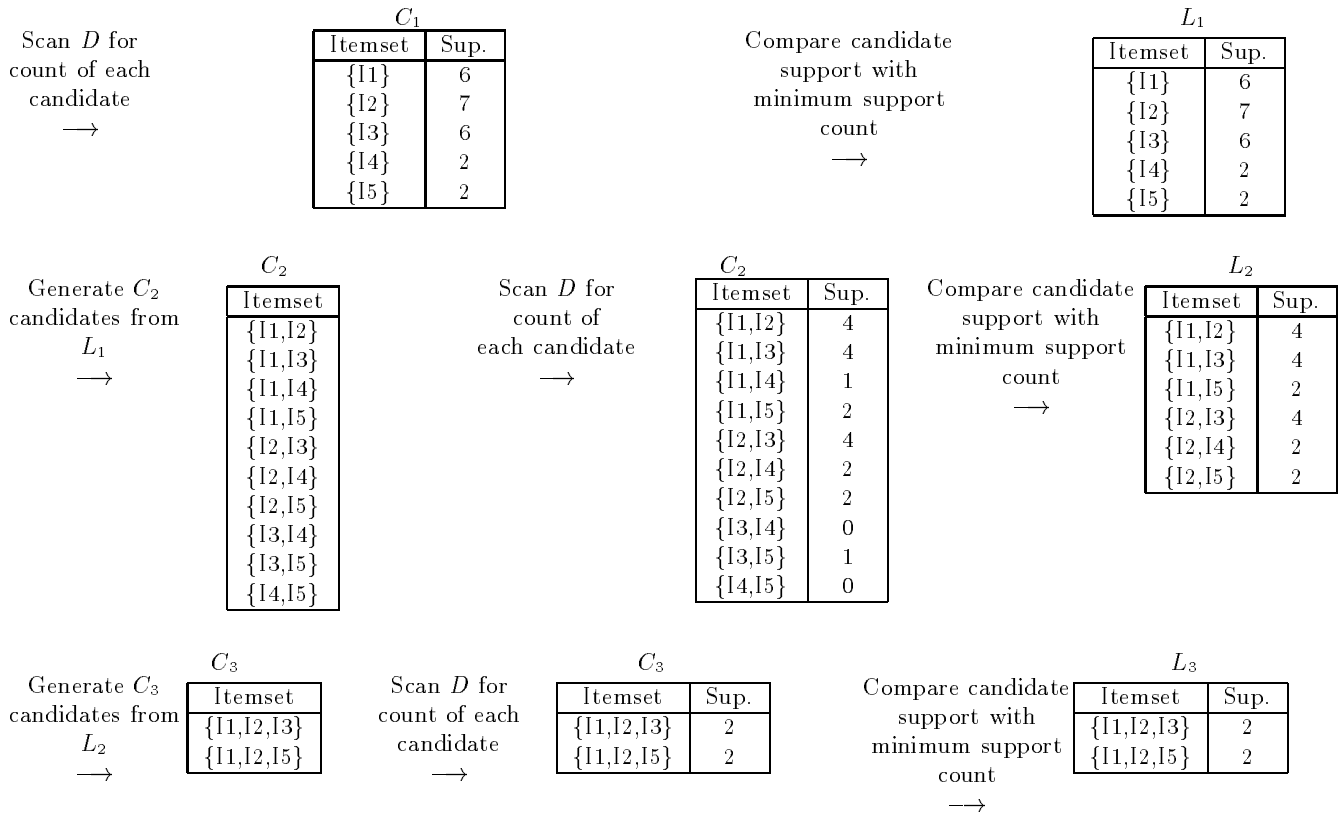 C1
Scan D for
count of each
candidate
⟶
Itemset Sup.
{I1} 6
{I2} 7
{I3} 6
{I4} 2
{I5} 2
Compare candidate
support with
minimum support
count
⟶
L1
Itemset Sup.
{I1} 6
{I2} 7
{I3} 6
{I4} 2
{I5} 2
Generate C2
candidates from
L1
⟶
C2
Itemset
{I1,I2}
{I1,I3}
{I1,I4}
{I1,I5}
{I2,I3}
{I2,I4}
{I2,I5}
{I3,I4}
{I3,I5}
{I4,I5}
Scan D for
count of
each candidate
⟶
C2
Itemset Sup.
{I1,I2} 4
{I1,I3} 4
{I1,I4} 1
{I1,I5} 2
{I2,I3} 4
{I2,I4} 2
{I2,I5} 2
{I3,I4} 0
{I3,I5} 1
{I4,I5} 0
Compare candidate
support with
minimum support
count
⟶
L2
Itemset Sup.
{I1,I2} 4
{I1,I3} 4
{I1,I5} 2
{I2,I3} 4
{I2,I4} 2
{I2,I5} 2
Generate C3
candidates from
L2
⟶
C3
Itemset
{I1,I2,I3}
{I1,I2,I5}
Scan D for
count of each
candidate
⟶
C3
Itemset Sup.
{I1,I2,I3} 2
{I1,I2,I5} 2
Compare candidate
support with
minimum support
count
⟶
L3
Itemset Sup.
{I1,I2,I3} 2
{I1,I2,I5} 2